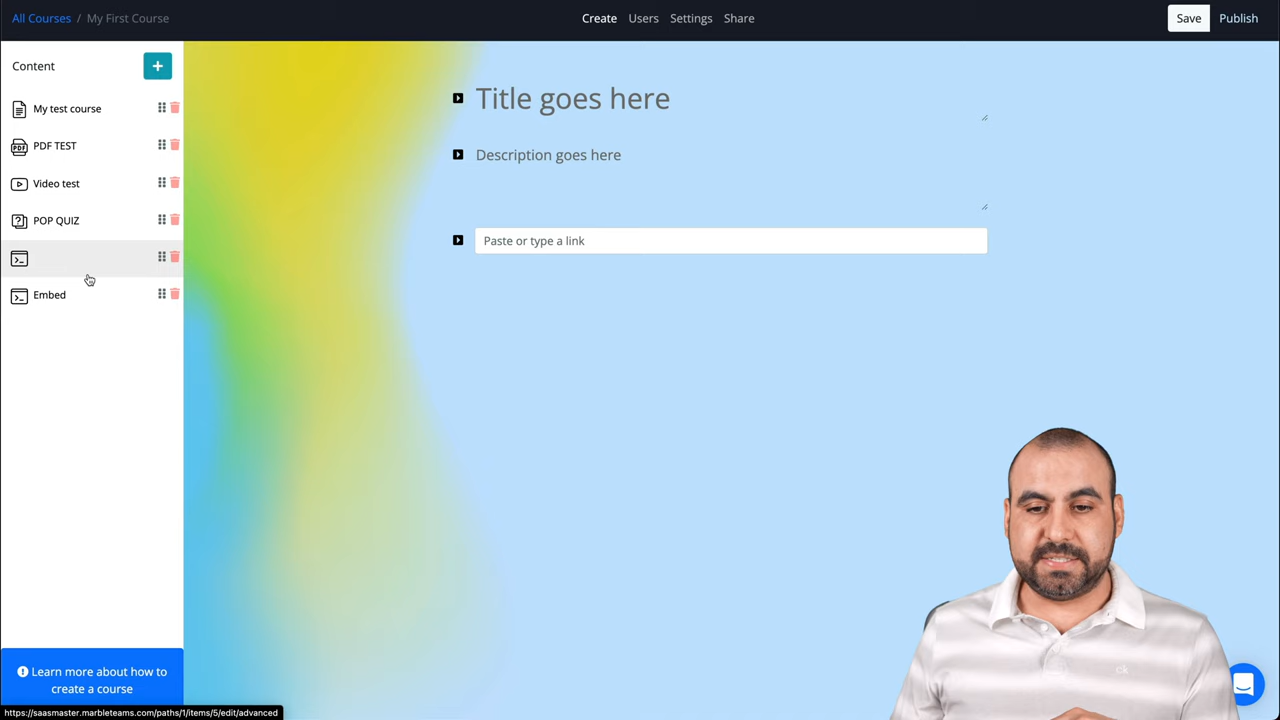 All Courses / My First Course
Create Users Settings Share
Save Publish
Content
+
My test course
PDF TEST
Video test
POP QUIZ
Embed
Title goes here
Description goes here
Paste or type a link
Learn more about how to
create a course
https://saasmaster.marbleteams.com/paths/1/items/5/edit/advanced
ck